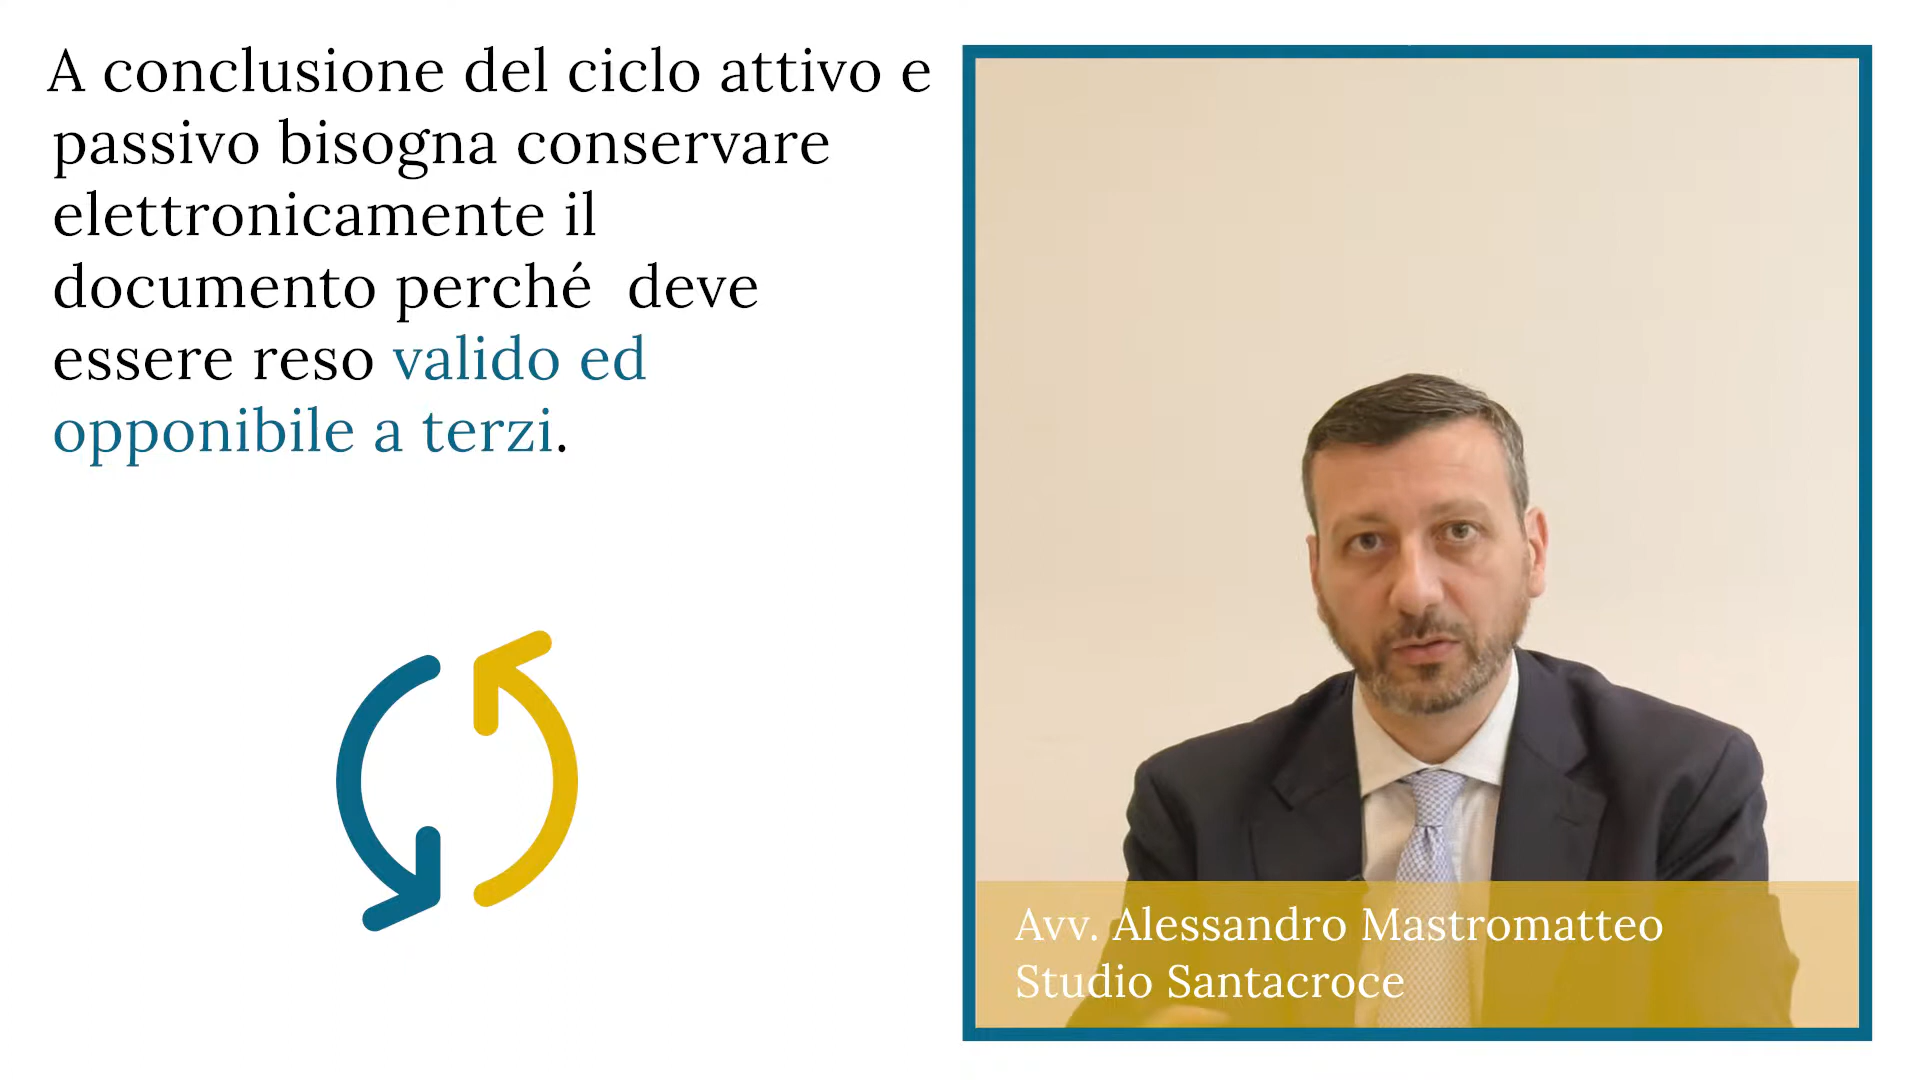 A conclusione del ciclo attivo e
passivo bisogna conservare
elettronicamente il
documento perché  deve
essere reso valido ed
opponibile a terzi.
Avv. Alessandro Mastromatteo
Studio Santacroce